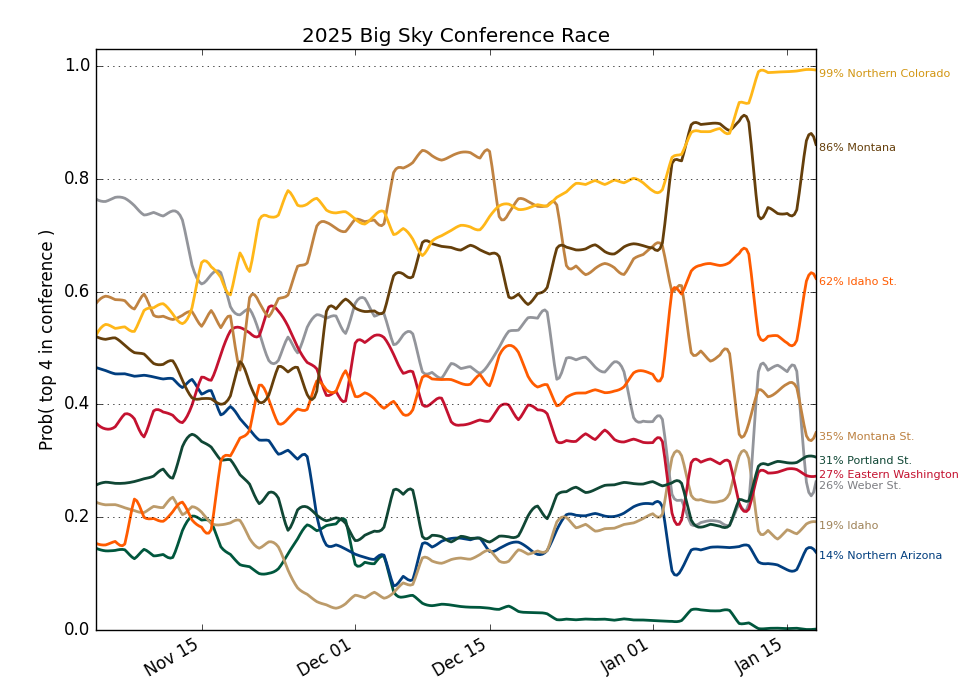 2025 Big Sky Conference Race
Prob( top 4 in conference )
1.0
0.8
0.6
0.4
0.2
0.0
Nov 15
Dec 01
Dec 15
Jan 01
Jan 15
99% Northern Colorado
86% Montana
62% Idaho St.
35% Montana St.
31% Portland St.
27% Eastern Washington
26% Weber St.
19% Idaho
14% Northern Arizona